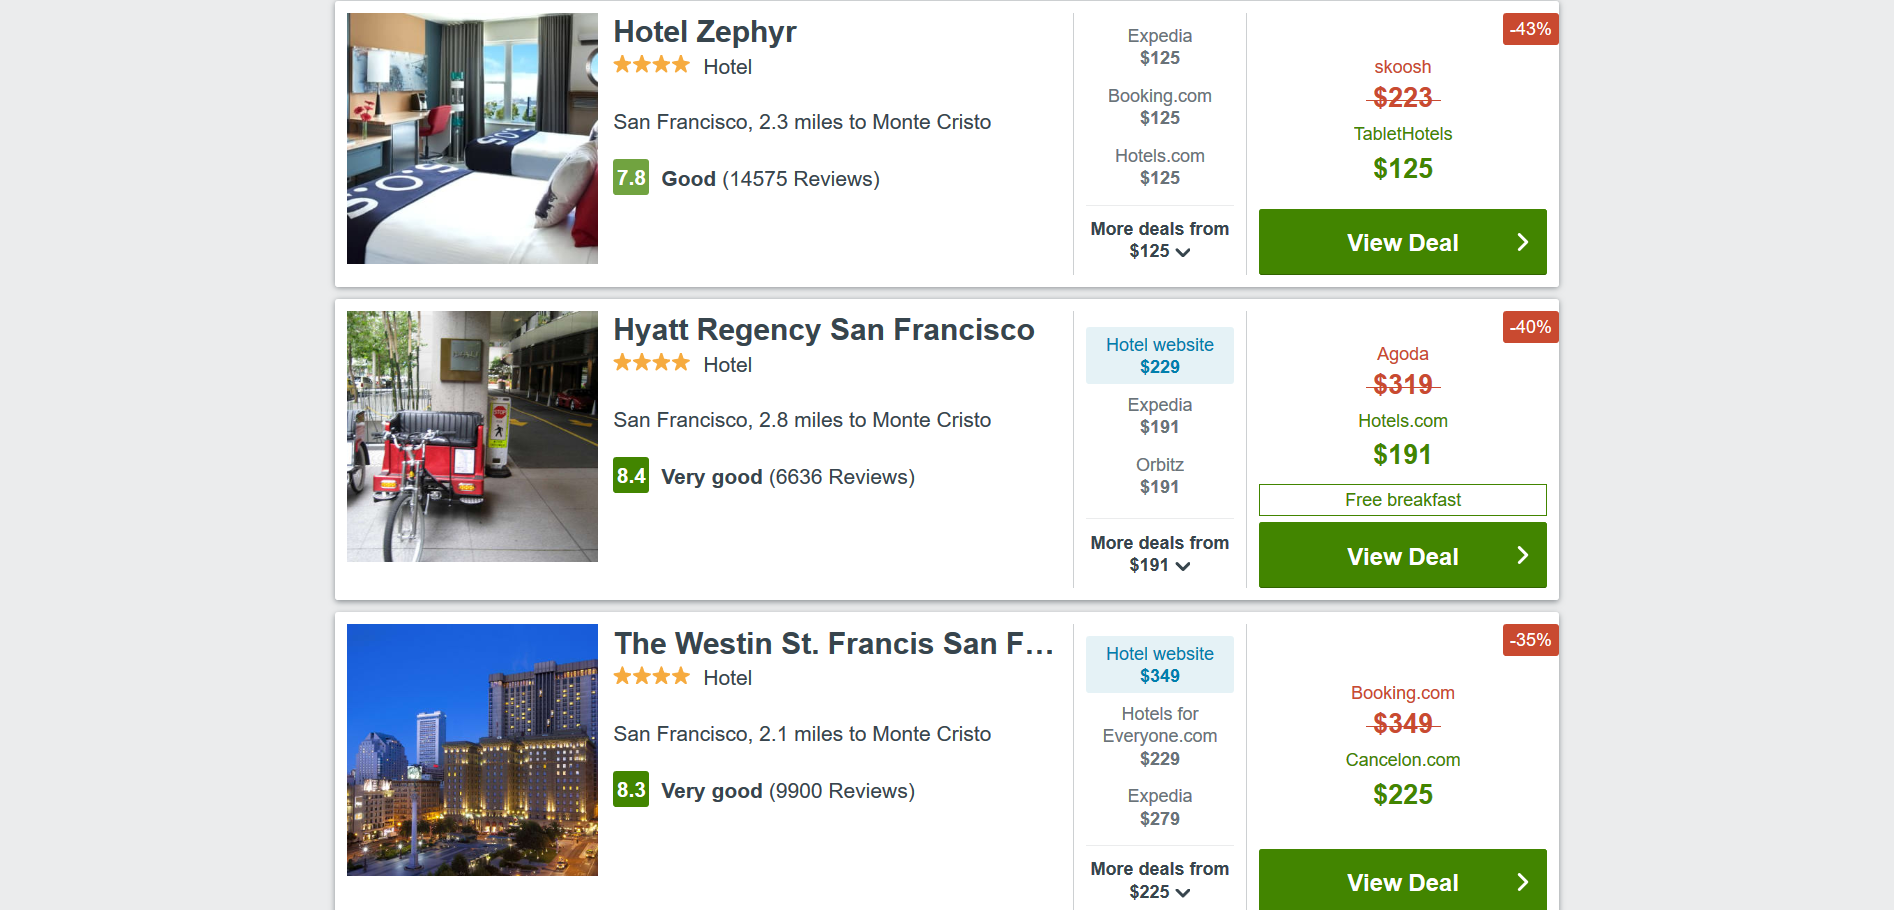 Hotel Zephyr
Hotel
San Francisco, 2.3 miles to Monte Cristo
7.8 Good (14575 Reviews)
Expedia
$125
Booking.com
$125
Hotels.com
$125
More deals from
$125
-43%
skoosh
$223
TabletHotels
$125
View Deal
Hyatt Regency San Francisco
Hotel
San Francisco, 2.8 miles to Monte Cristo
8.4 Very good (6636 Reviews)
Hotel website
$229
Expedia
$191
Orbitz
$191
More deals from
$191
-40%
Agoda
$319
Hotels.com
$191
Free breakfast
View Deal
The Westin St. Francis San F...
Hotel
San Francisco, 2.1 miles to Monte Cristo
8.3 Very good (9900 Reviews)
Hotel website
$349
Hotels for
Everyone.com
$229
Expedia
$279
More deals from
$225
-35%
Booking.com
$349
Cancelon.com
$225
View Deal
S.O.S
STOP